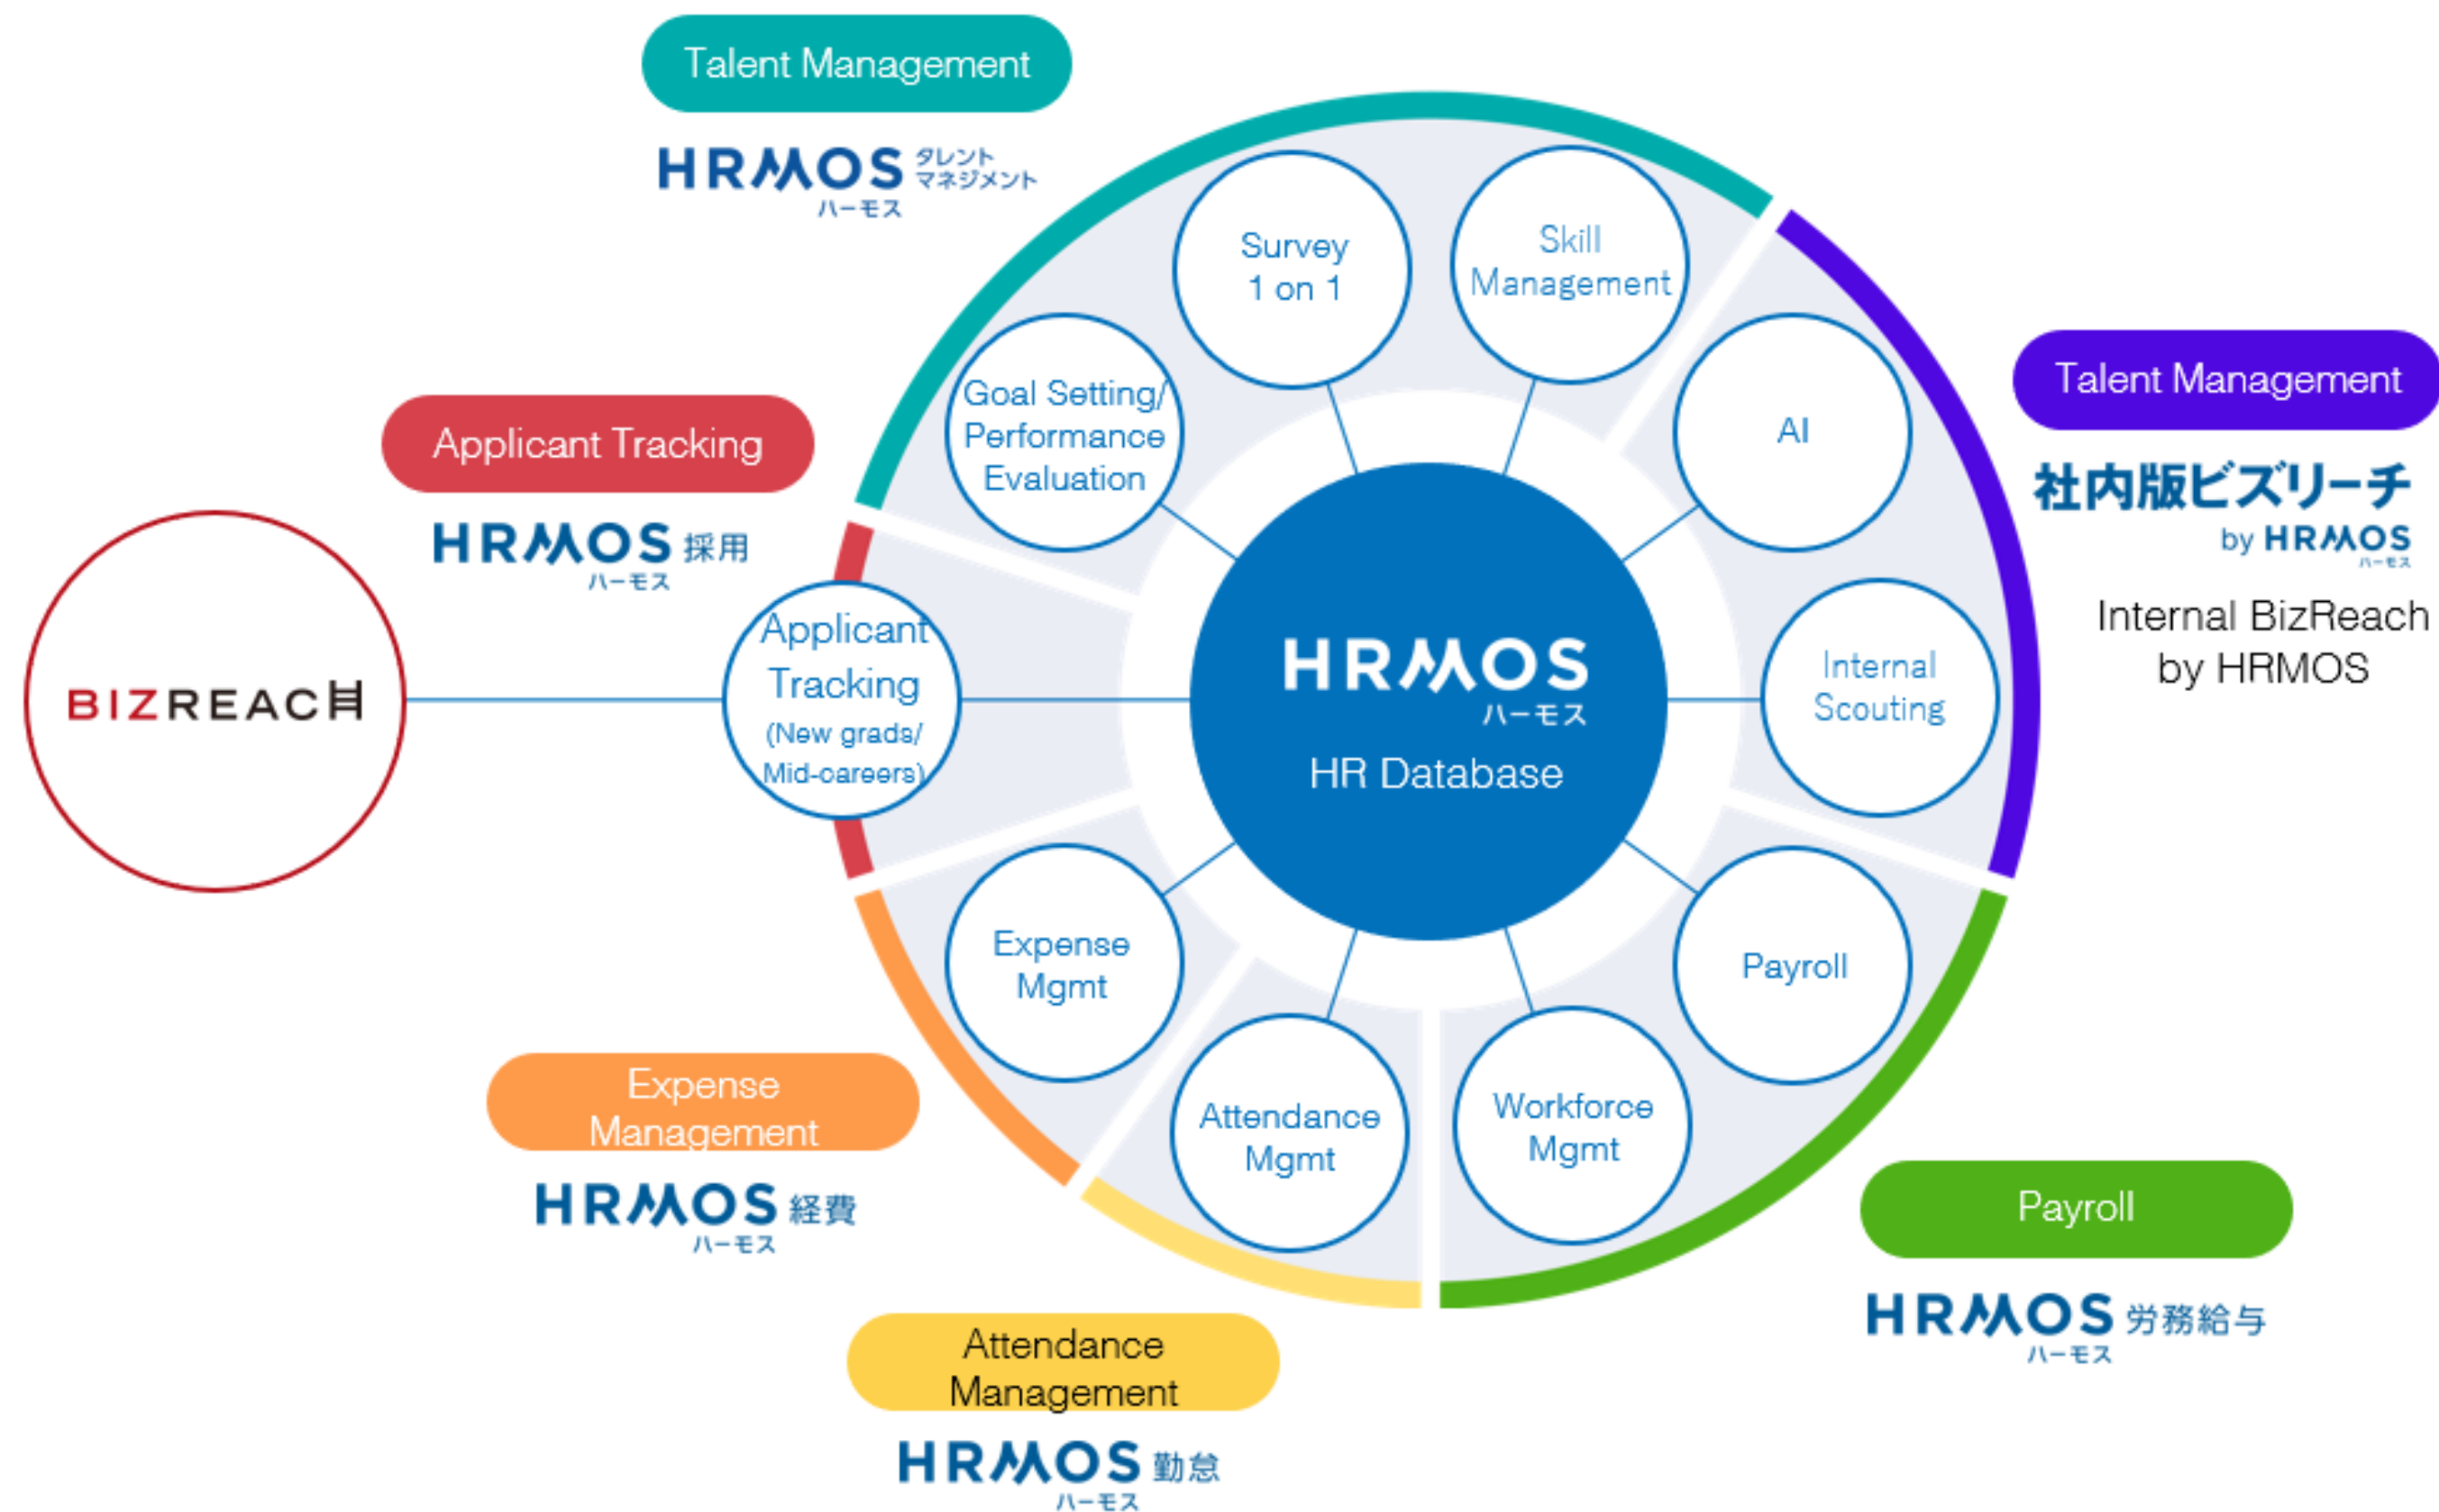 Talent Management
HRMOS タレント
マネジメント
ハーモス
Applicant Tracking
HRMOS 採用
ハーモス
BIZREACH
Applicant
Tracking
(New grads/
Mid-careers)
Goal Setting/
Performance
Evaluation
Survey
1 on 1
Skill
Management
AI
Internal
Scouting
HRMOS
ハーモス
HR Database
Talent Management
社内版ビズリーチ
by HRMOS
ハーモス
Internal BizReach
by HRMOS
Payroll
Workforce
Mgmt
Attendance
Mgmt
Expense
Mgmt
Expense
Management
HRMOS 経費
ハーモス
Payroll
HRMOS 労務給与
ハーモス
Attendance
Management
HRMOS 勤怠
ハーモス